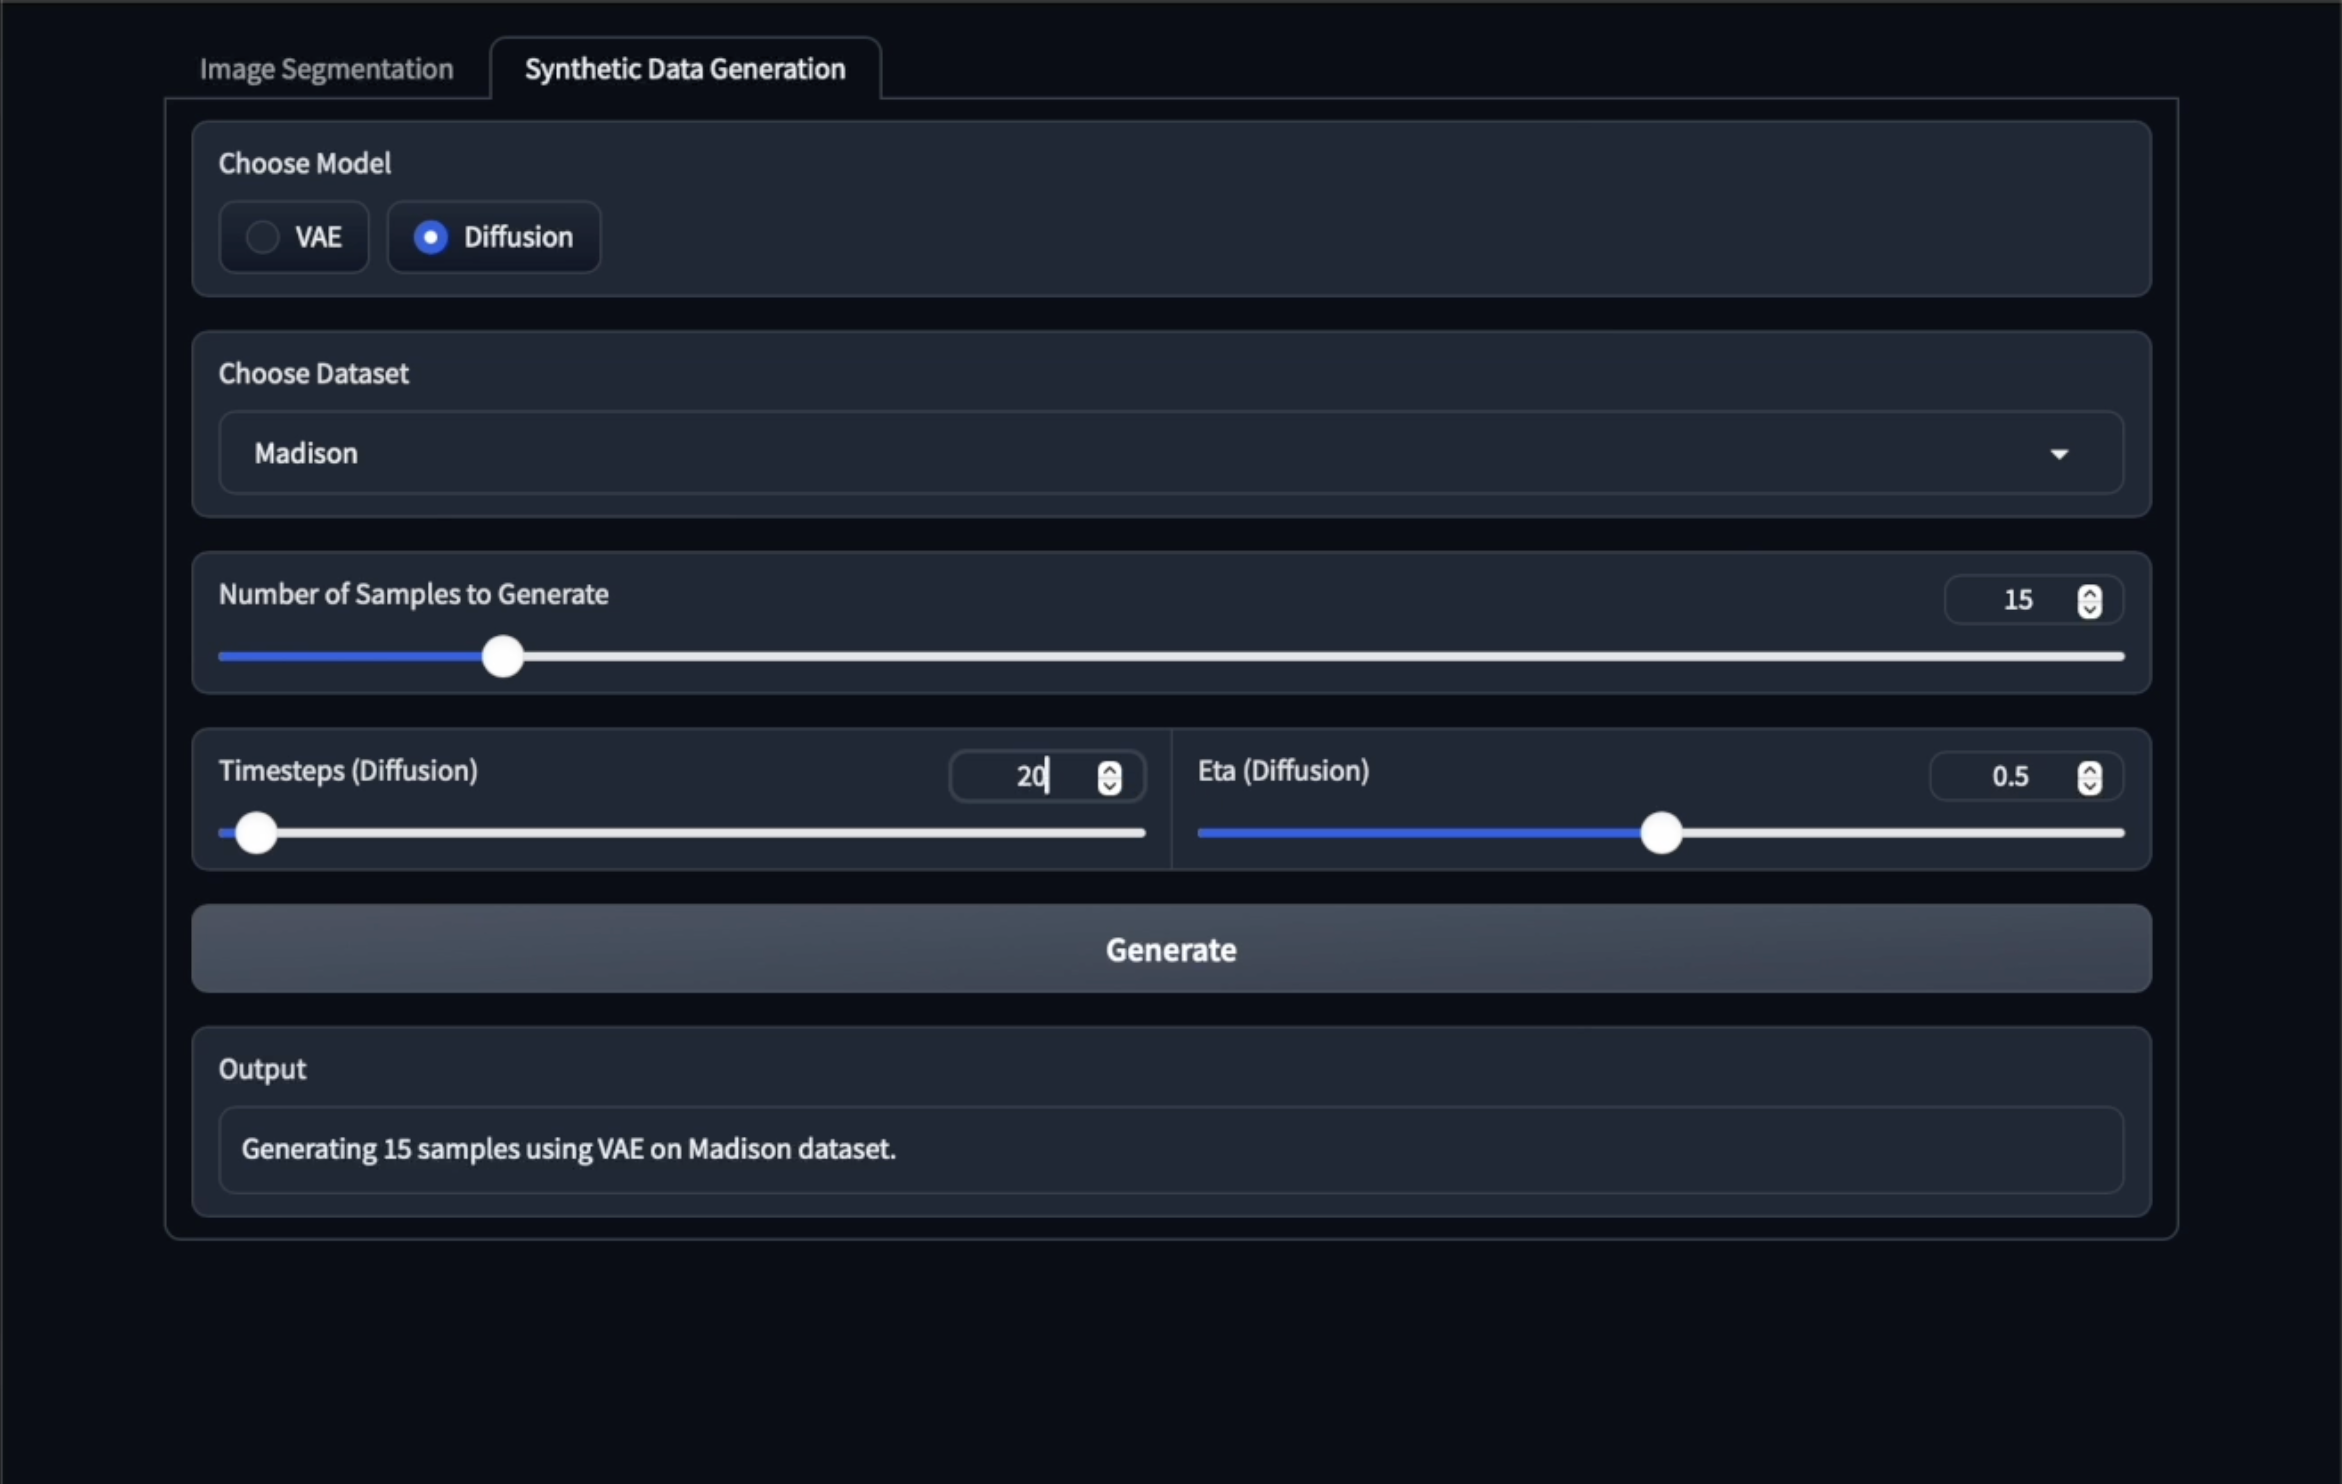 Image Segmentation
Synthetic Data Generation
Choose Model
VAE
Diffusion
Choose Dataset
Madison
Number of Samples to Generate
15
Timesteps (Diffusion)
20
Eta (Diffusion)
0.5
Generate
Output
Generating 15 samples using VAE on Madison dataset.